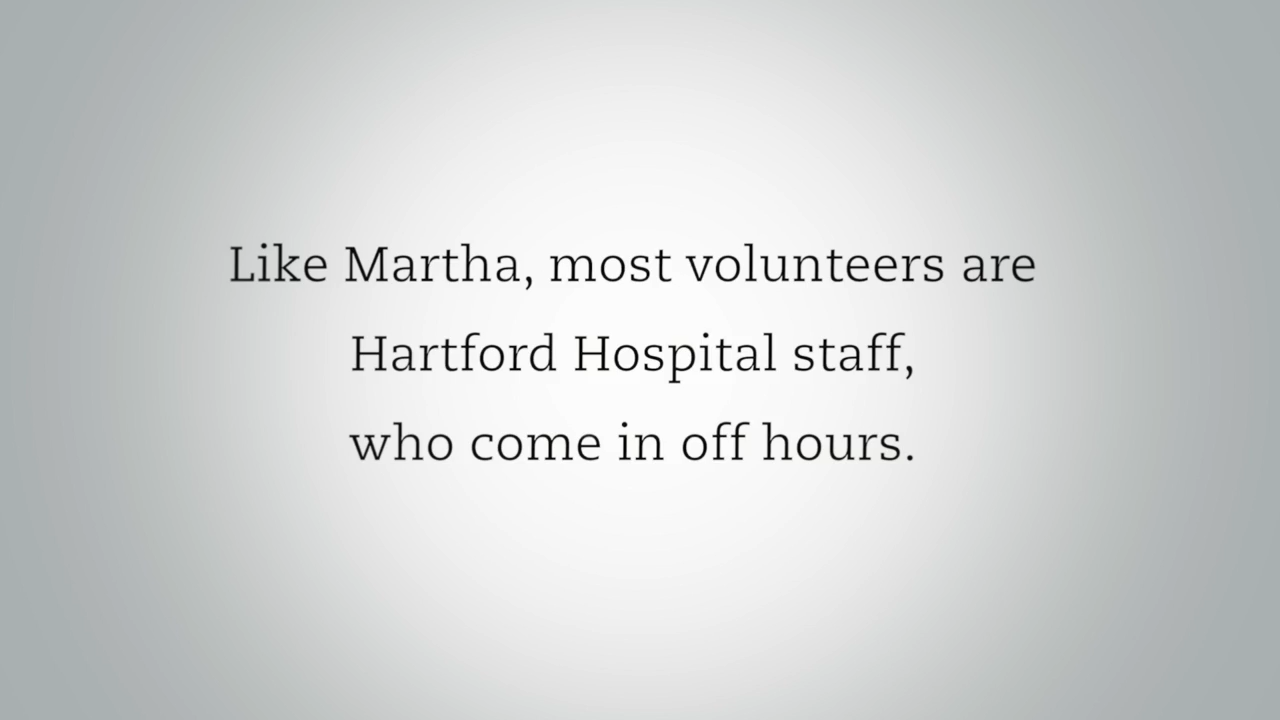 Like Martha, most volunteers are
Hartford Hospital staff,
who come in off hours.